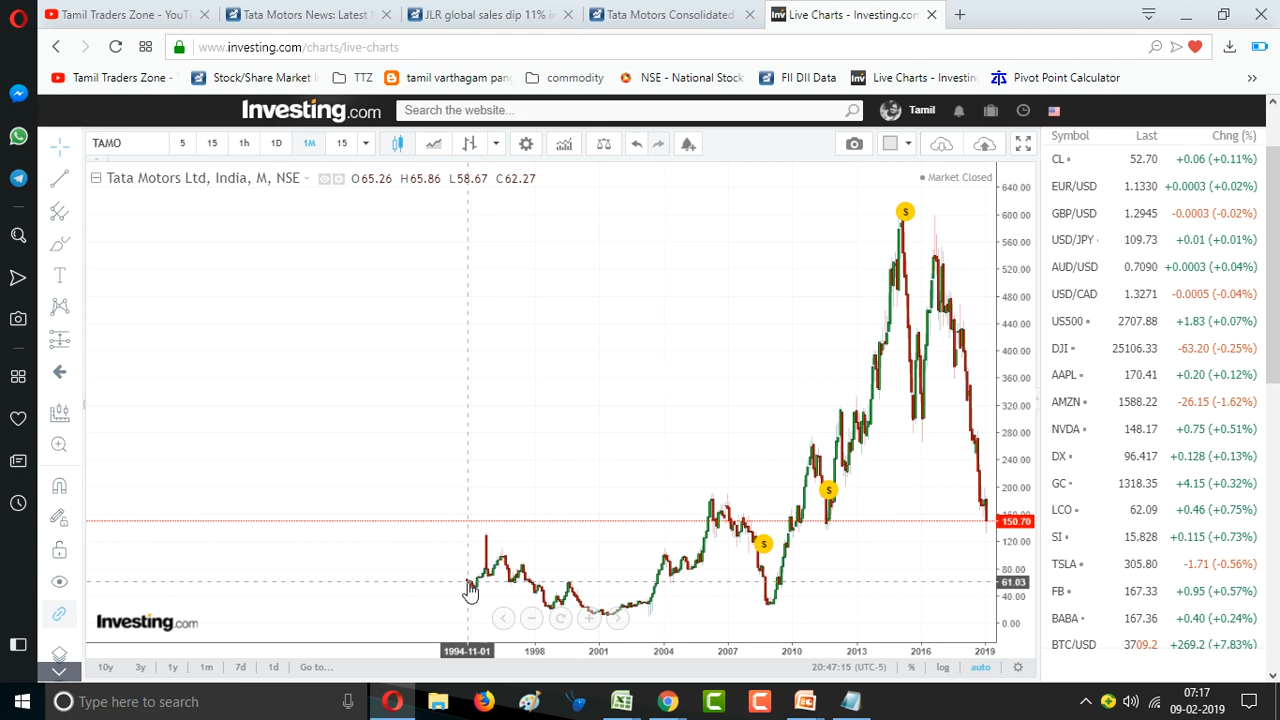 Tamil Traders Zone - YouT
Tata Motors News: Latest N
JLR global sales dip 11% in
Tata Motors Consolidated
Live Charts - Investing.com
www.investing.com/charts/live-charts
Tamil Traders Zone -
Stock/Share Market I
TTZ
tamil varthagam pan
commodity
NSE - National Stock
FII DII Data
Live Charts - Investin
Pivot Point Calculator
Investing.com
Search the website...
Tamil
TAMO
5
15
1h
1D
1M
15
Tata Motors Ltd, India, M, NSE
O65.26 H65.86 L58.67 C62.27
Market Closed
640.00
600.00
560.00
520.00
480.00
440.00
400.00
360.00
320.00
280.00
240.00
200.00
150.70
120.00
80.00
61.03
40.00
0.00
$
$
$
$
Investing.com
1994-11-01
1998
2001
2004
2007
2010
2013
2016
2019
10y
3y
1y
1m
7d
1d
Go to...
20:47:15 (UTC-5)
%
log
auto
Symbol Last Chng (%)
CL 52.70 +0.06 (+0.11%)
EUR/USD 1.1330 +0.0003 (+0.02%)
GBP/USD 1.2945 -0.0003 (-0.02%)
USD/JPY 109.73 +0.01 (+0.01%)
AUD/USD 0.7090 +0.0003 (+0.04%)
USD/CAD 1.3271 -0.0005 (-0.04%)
US500 2707.88 +1.83 (+0.07%)
DJI 25106.33 -63.20 (-0.25%)
AAPL 170.41 +0.20 (+0.12%)
AMZN 1588.22 -26.15 (-1.62%)
NVDA 148.17 +0.75 (+0.51%)
DX 96.417 +0.128 (+0.13%)
GC 1318.35 +4.15 (+0.32%)
LCO 62.09 +0.46 (+0.75%)
SI 15.828 +0.113 (+0.73%)
TSLA 305.80 -1.71 (-0.56%)
FB 167.33 +0.95 (+0.57%)
BABA 167.36 +0.40 (+0.24%)
BTC/USD 3709.2 +269.2 (+7.83%)
Type here to search
07:17
09-02-2019